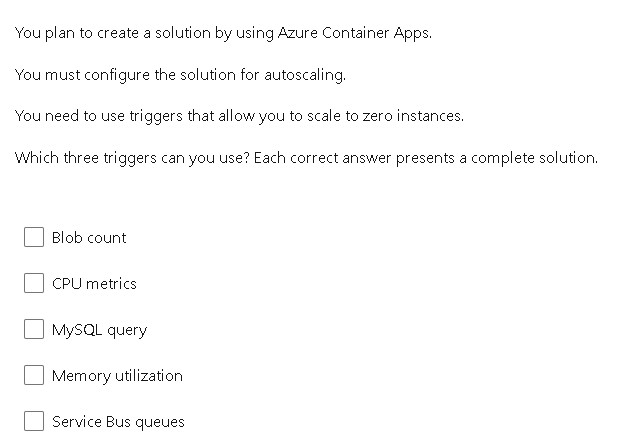 You plan to create a solution by using Azure Container Apps.
You must configure the solution for autoscaling.
You need to use triggers that allow you to scale to zero instances.
Which three triggers can you use? Each correct answer presents a complete solution.
Blob count
CPU metrics
MySQL query
Memory utilization
Service Bus queues